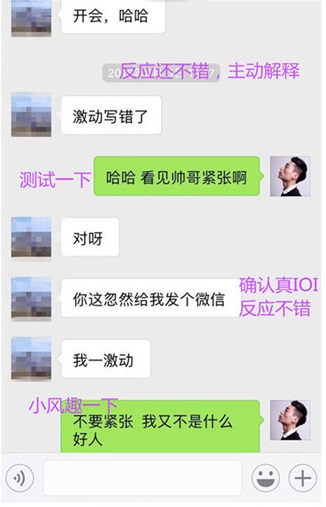 开会，哈哈
反应还不错，主动解释
激动写错了
测试一下
哈哈 看见帅哥紧张啊
对呀
你这忽然给我发个微信
确认真IOI
反应不错
我一激动
小风趣一下
不要紧张 我又不是什么
好人